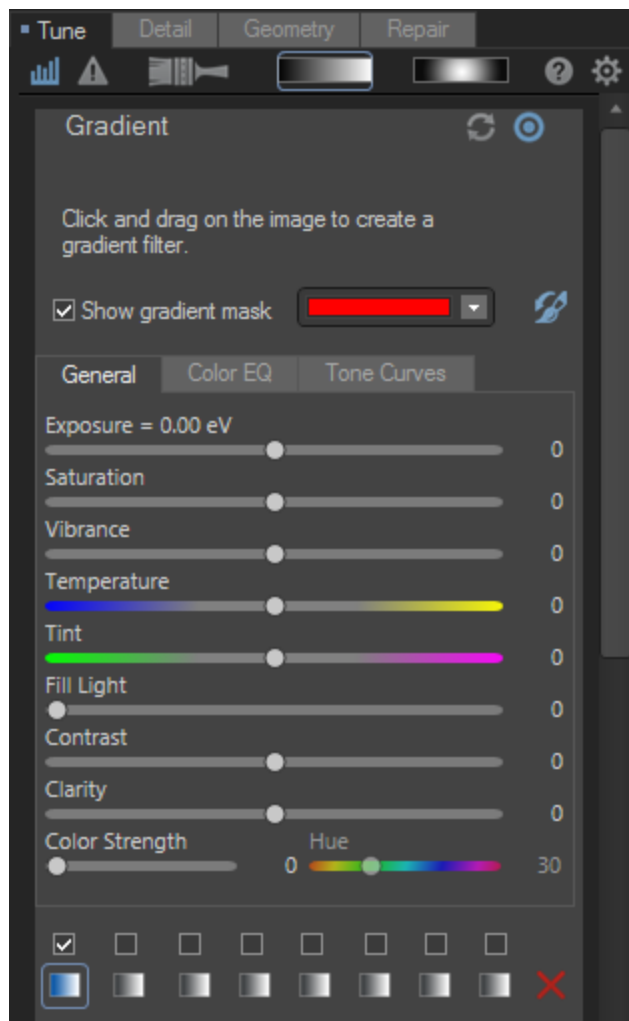 Tune Detail Geometry Repair
Gradient
Click and drag on the image to create a
gradient filter.
Show gradient mask
General Color EQ Tone Curves
Exposure = 0.00 eV
0
Saturation
0
Vibrance
0
Temperature
0
Tint
0
Fill Light
0
Contrast
0
Clarity
0
Color Strength Hue
0 30